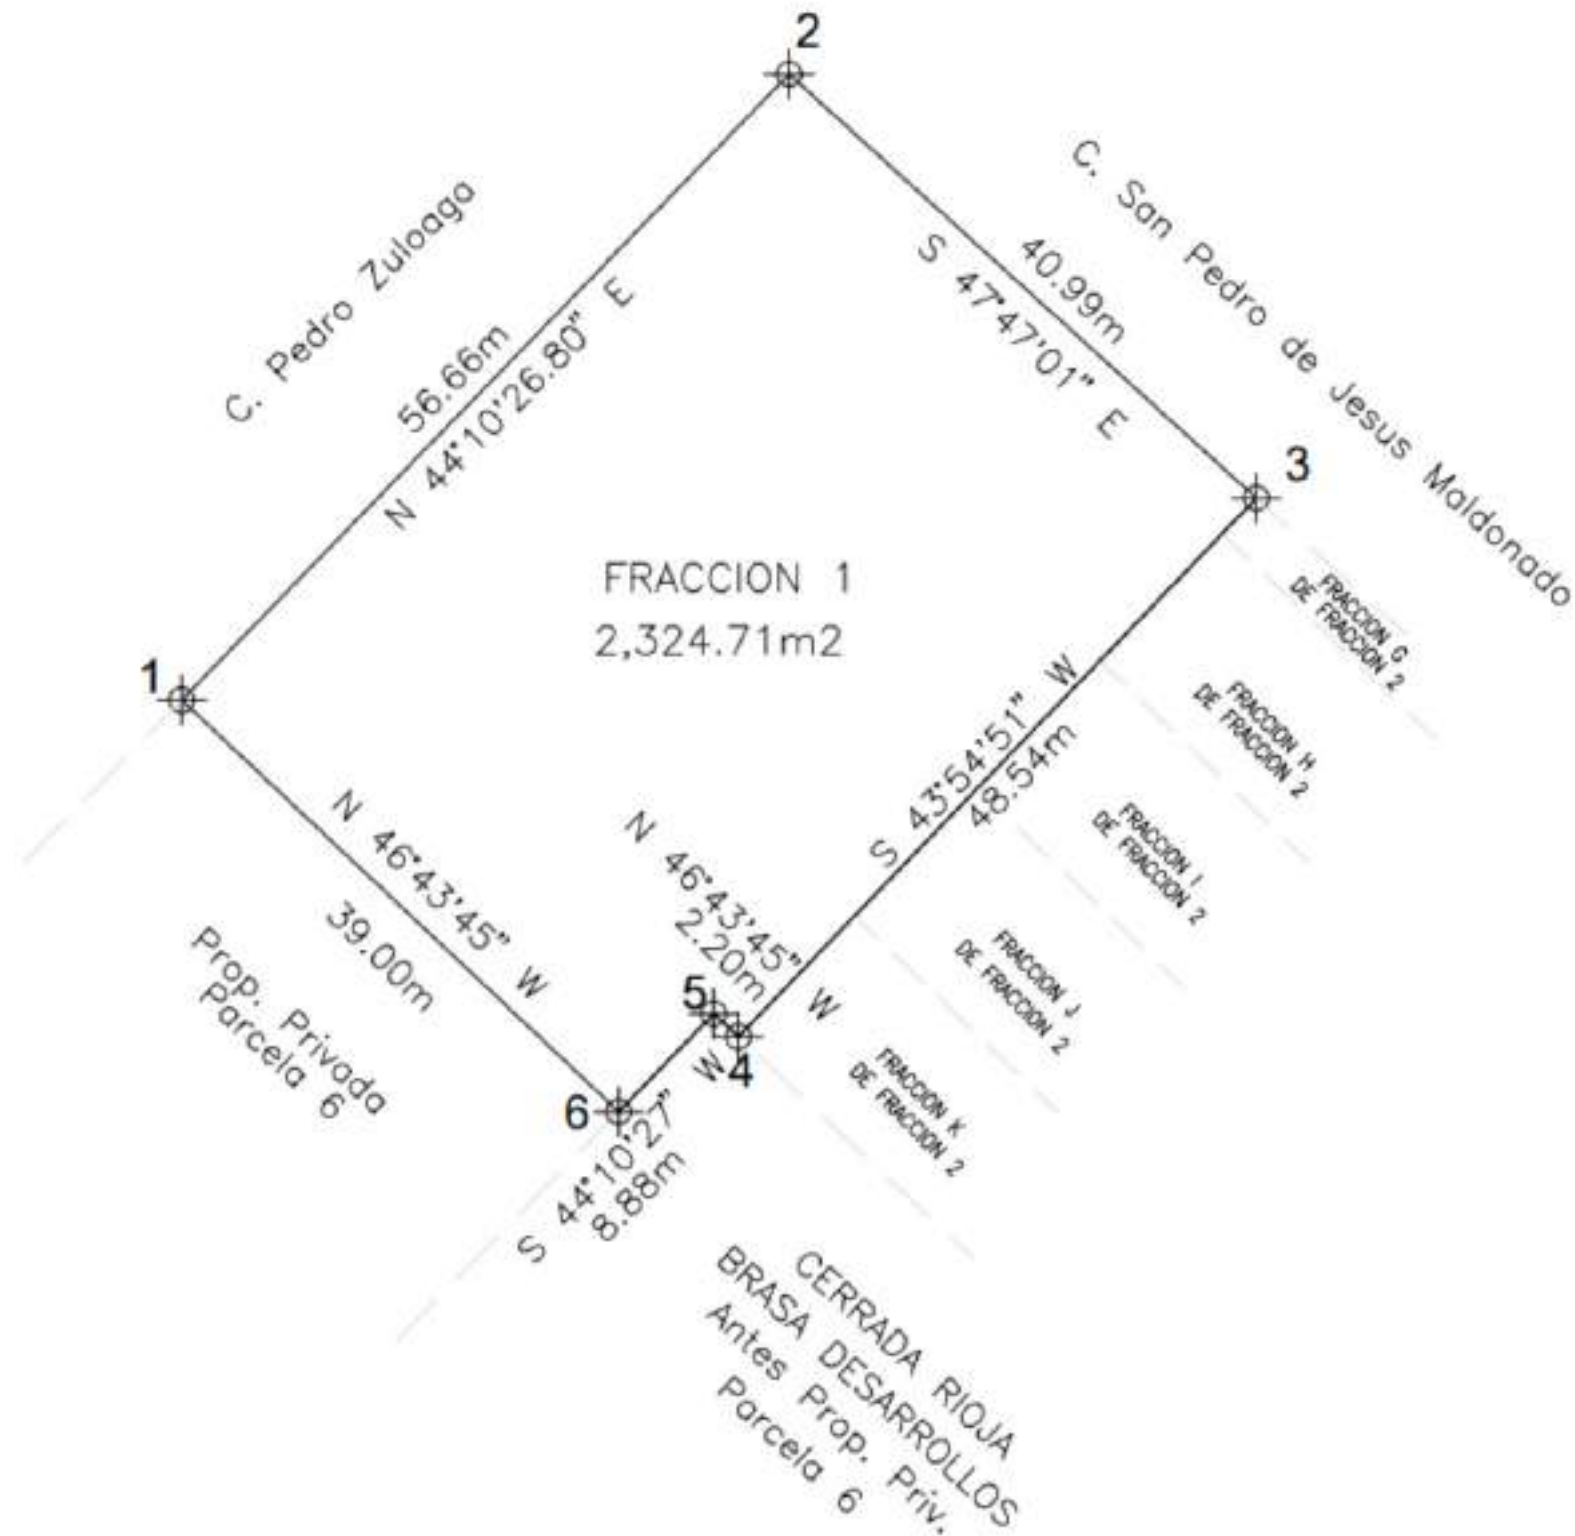 2
C. San Pedro de Jesus Maldonado
40.99m
S 47°47'01" E
C. Pedro Zuloaga
56.66m
N 44°10'26.80" E
3
FRACCION 1
2,324.71m2
1
FRACCION G
DE FRACCION 2
FRACCION H
DE FRACCION 2
FRACCION I
DE FRACCION 2
FRACCION J
DE FRACCION 2
FRACCION K
DE FRACCION 2
S 43°54'51" W
48.54m
N 46°43'45" W
2.20m
N 46°43'45" W
39.00m
Prop. Privada
Parcela 6
5
4
6
S 44°10'27" W
8.88m
CERRADA RIOJA
BRASA DESARROLLOS
Antes Prop. Priv.
Parcela 6